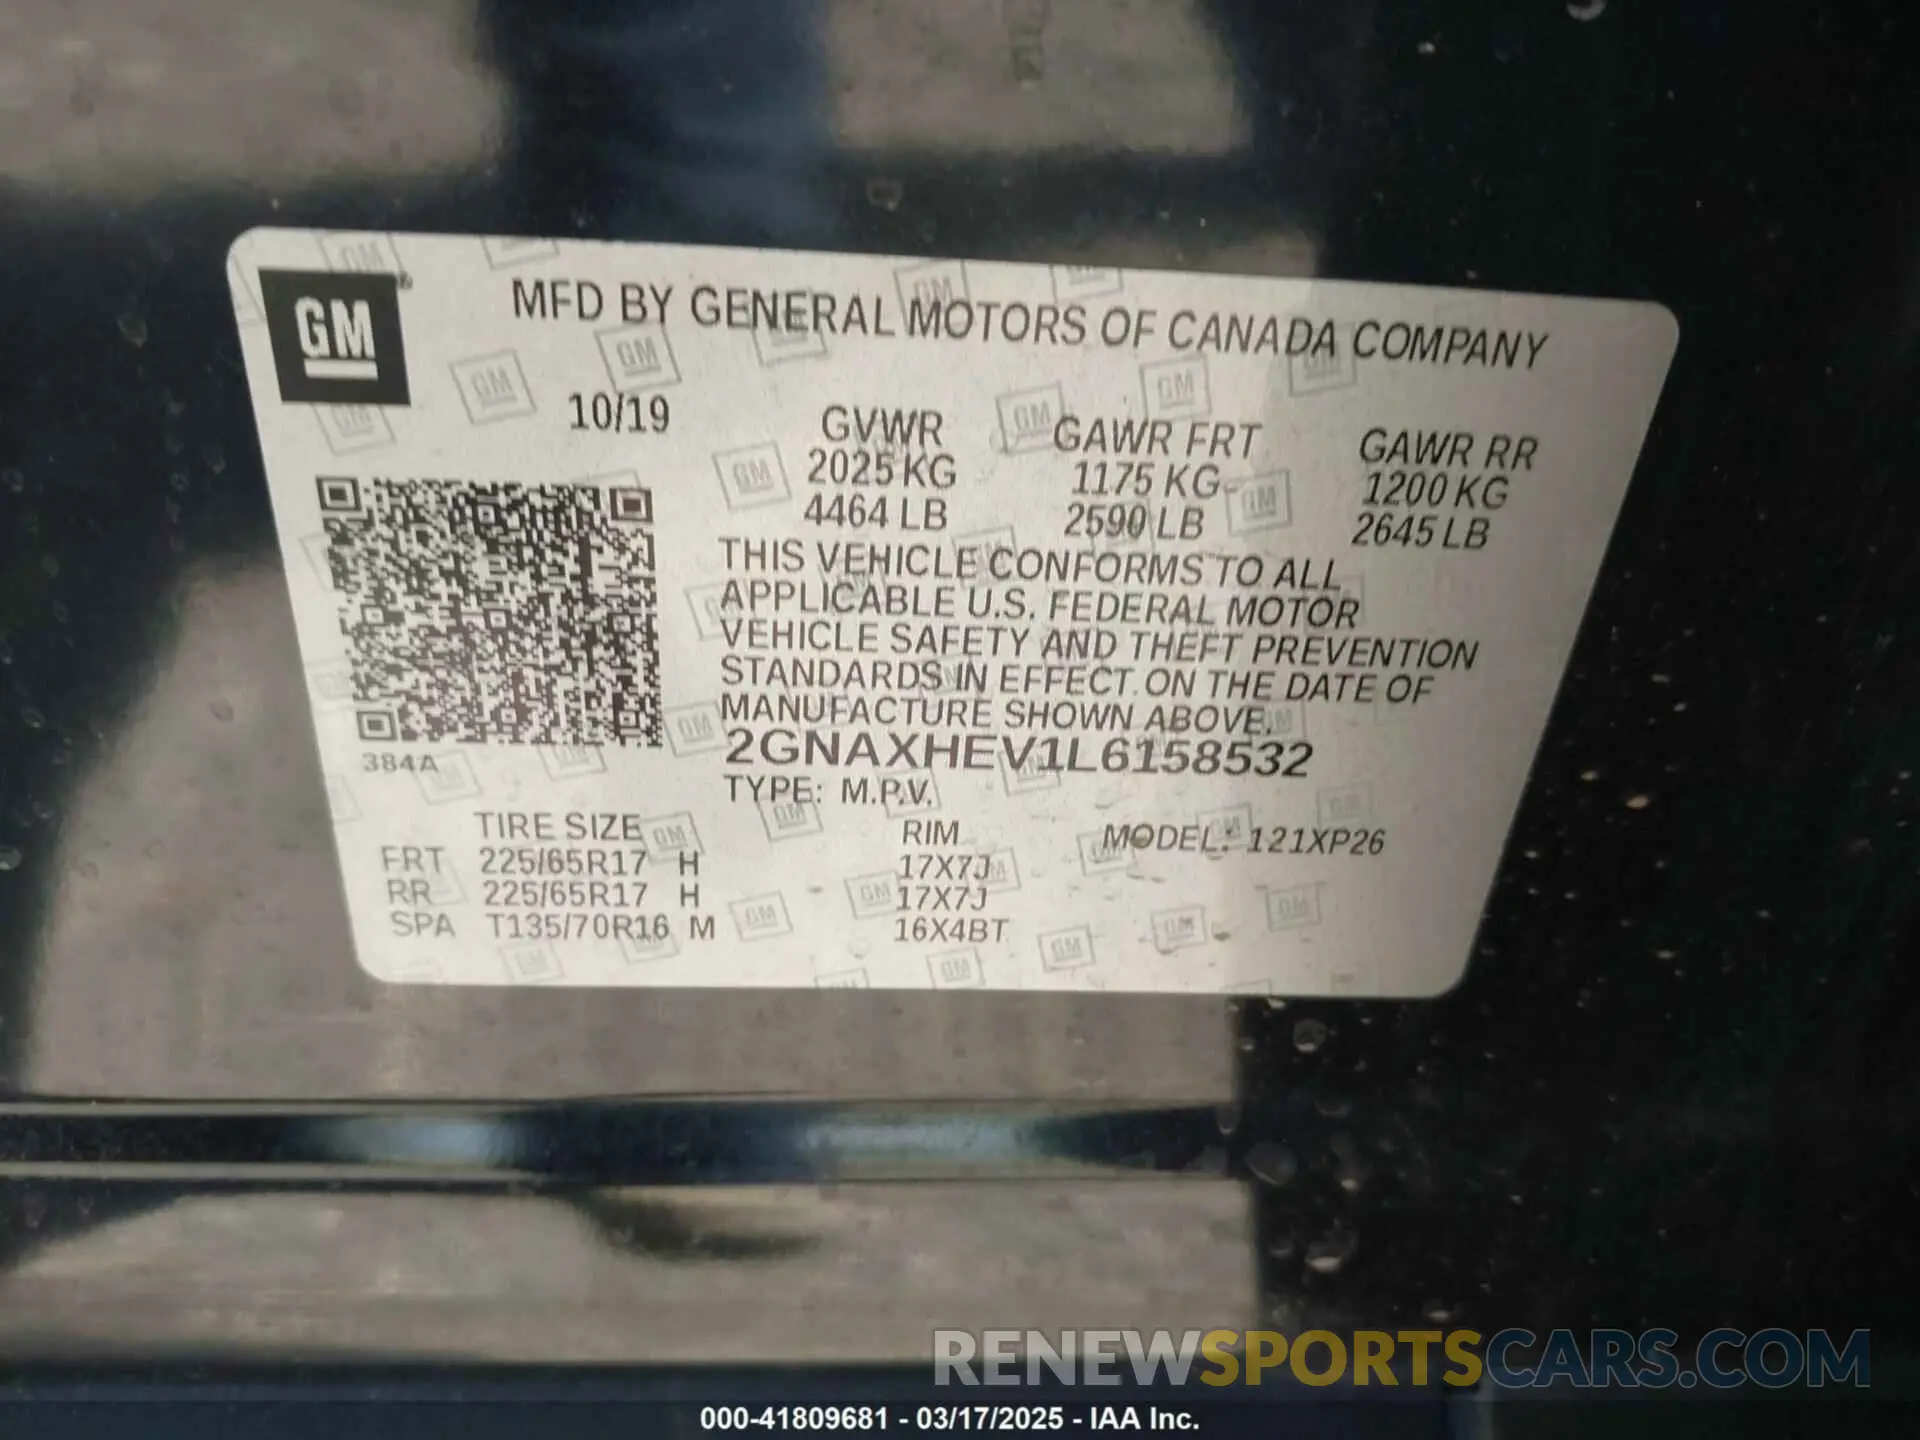 GM
MFD BY GENERAL MOTORS OF CANADA COMPANY
10/19
GVWR GAWR FRT GAWR RR
2025 KG 1175 KG 1200 KG
4464 LB 2590 LB 2645 LB
THIS VEHICLE CONFORMS TO ALL
APPLICABLE U.S. FEDERAL MOTOR
VEHICLE SAFETY AND THEFT PREVENTION
STANDARDS IN EFFECT ON THE DATE OF
MANUFACTURE SHOWN ABOVE.
384A
2GNAXHEV1L6158532
TYPE: M.P.V.
TIRE SIZE RIM MODEL: 121XP26
FRT 225/65R17 H 17X7J
RR 225/65R17 H 17X7J
SPA T135/70R16 M 16X4BT
RENEWSPORTSCARS.COM
000-41809681 - 03/17/2025 - IAA Inc.